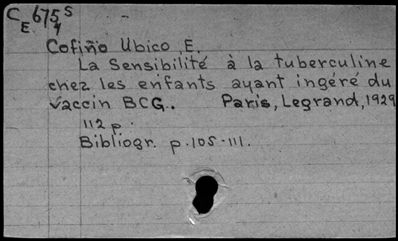 C 675 S
E 4
Cofiño Ubico, E.
La Sensibilité à la tuberculine
chez les enfants ayant ingéré du
vaccin BCG.. Paris, Legrand, 1929
112 p.
Bibliogr. p. 105-111.